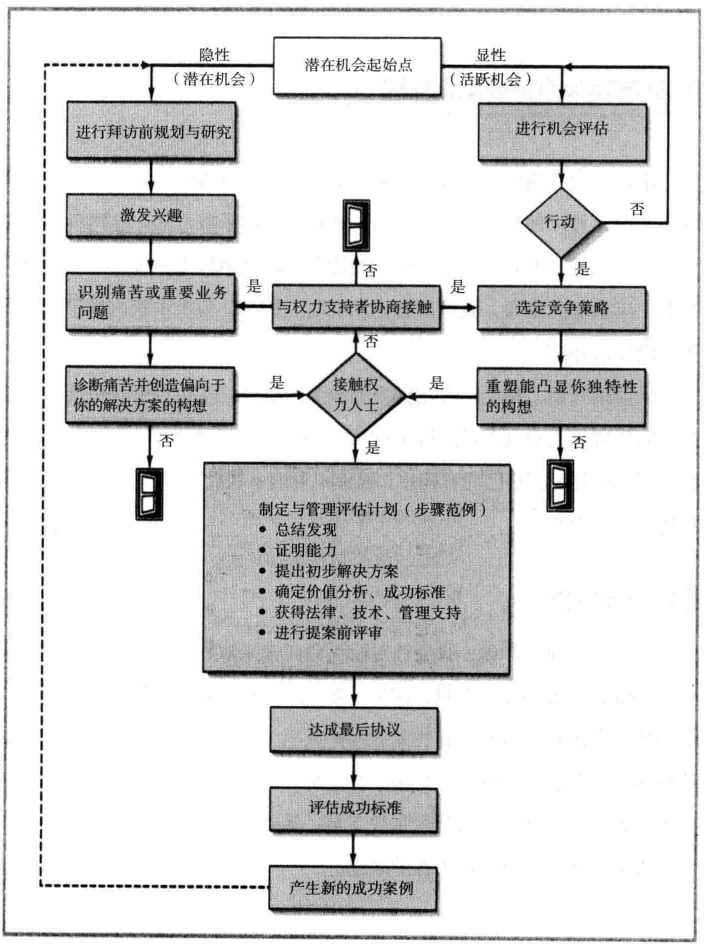 隐性
（潜在机会）
潜在机会起始点
显性
（活跃机会）
进行拜访前规划与研究
进行机会评估
激发兴趣
行动
否
否
是
识别痛苦或重要业务
问题
是
与权力支持者协商接触
是
选定竞争策略
否
诊断痛苦并创造偏向于
你的解决方案的构想
是
接触权
力人士
是
重塑能凸显你独特性
的构想
否
是
否
制定与管理评估计划（步骤范例）
● 总结发现
● 证明能力
● 提出初步解决方案
● 确定价值分析、成功标准
● 获得法律、技术、管理支持
● 进行提案前评审
达成最后协议
评估成功标准
产生新的成功案例